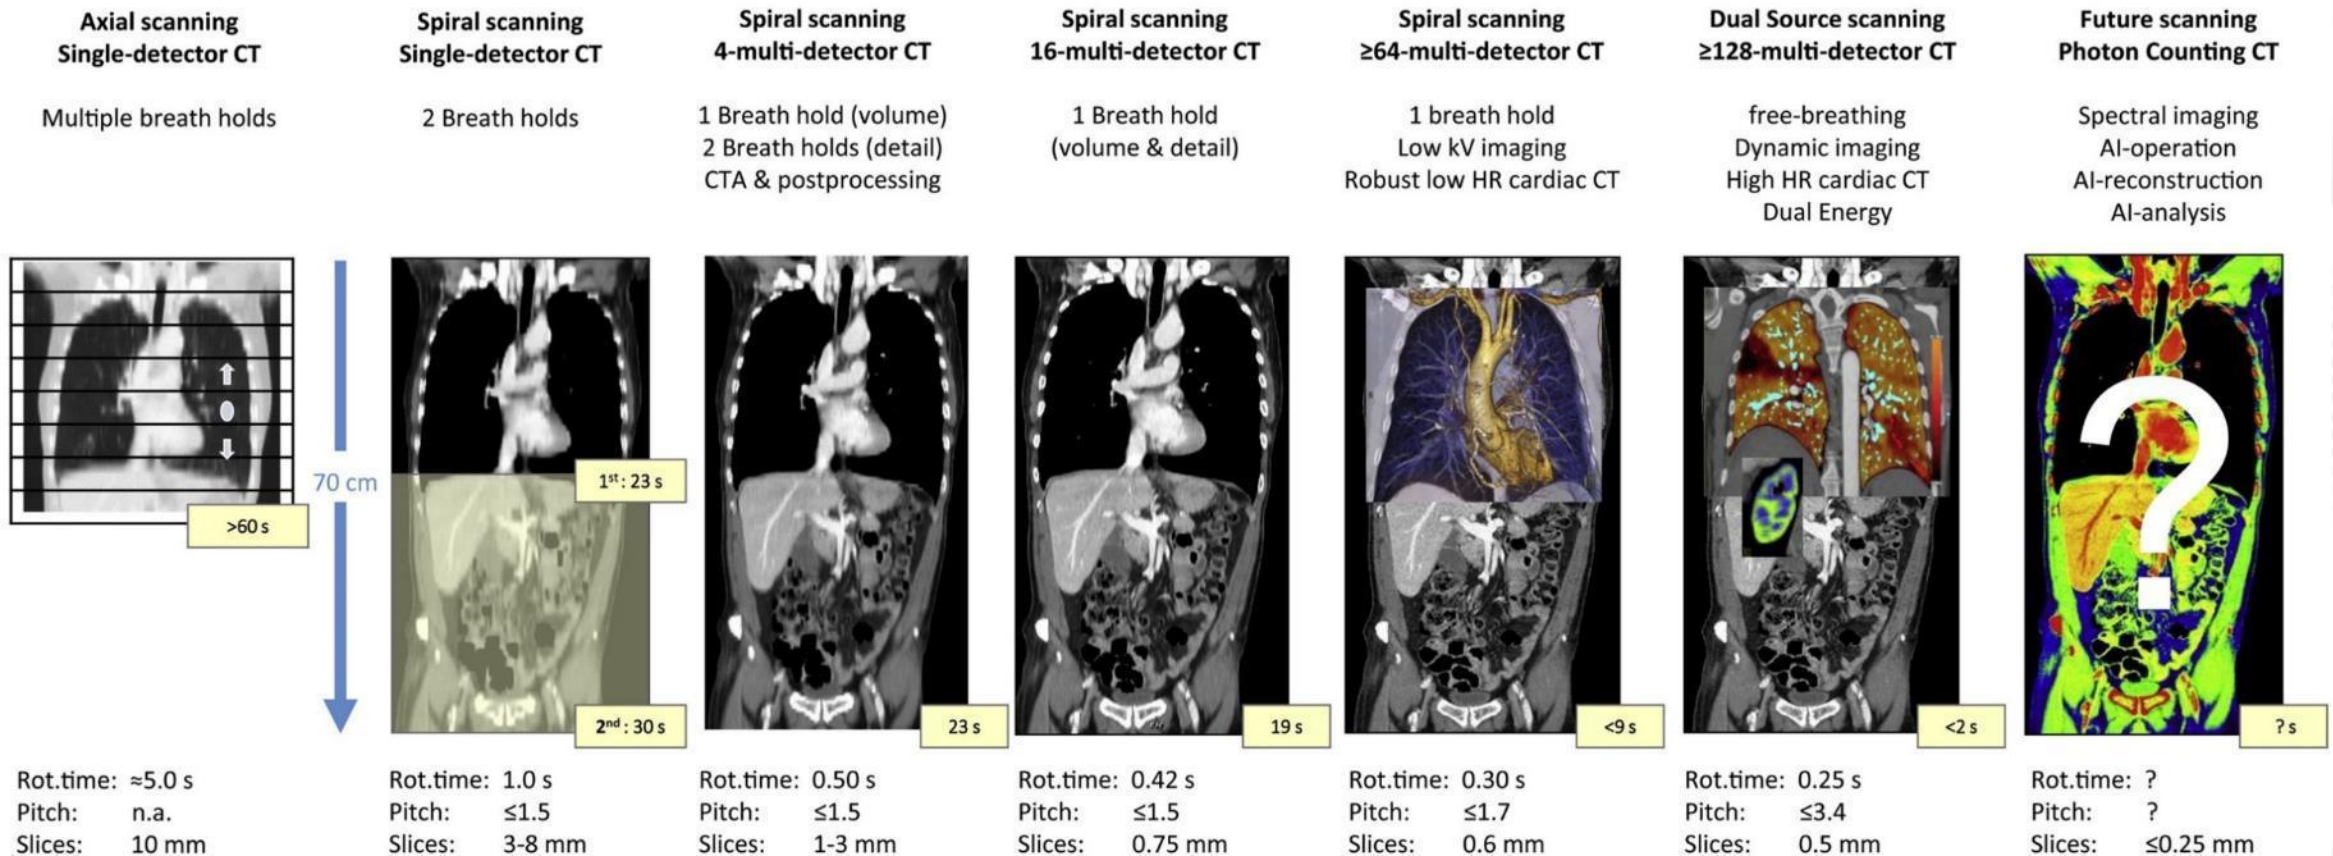 Axial scanning
Single-detector CT
Multiple breath holds
>60 s
Rot.time: ≈5.0 s
Pitch: n.a.
Slices: 10 mm
70 cm
Spiral scanning
Single-detector CT
2 Breath holds
1st : 23 s
2nd : 30 s
Rot.time: 1.0 s
Pitch: ≤1.5
Slices: 3-8 mm
Spiral scanning
4-multi-detector CT
1 Breath hold (volume)
2 Breath holds (detail)
CTA & postprocessing
23 s
Rot.time: 0.50 s
Pitch: ≤1.5
Slices: 1-3 mm
Spiral scanning
16-multi-detector CT
1 Breath hold
(volume & detail)
19 s
Rot.time: 0.42 s
Pitch: ≤1.5
Slices: 0.75 mm
Spiral scanning
≥64-multi-detector CT
1 breath hold
Low kV imaging
Robust low HR cardiac CT
<9 s
Rot.time: 0.30 s
Pitch: ≤1.7
Slices: 0.6 mm
Dual Source scanning
≥128-multi-detector CT
free-breathing
Dynamic imaging
High HR cardiac CT
Dual Energy
<2 s
Rot.time: 0.25 s
Pitch: ≤3.4
Slices: 0.5 mm
Future scanning
Photon Counting CT
Spectral imaging
AI-operation
AI-reconstruction
AI-analysis
?
? s
Rot.time: ?
Pitch: ?
Slices: ≤0.25 mm